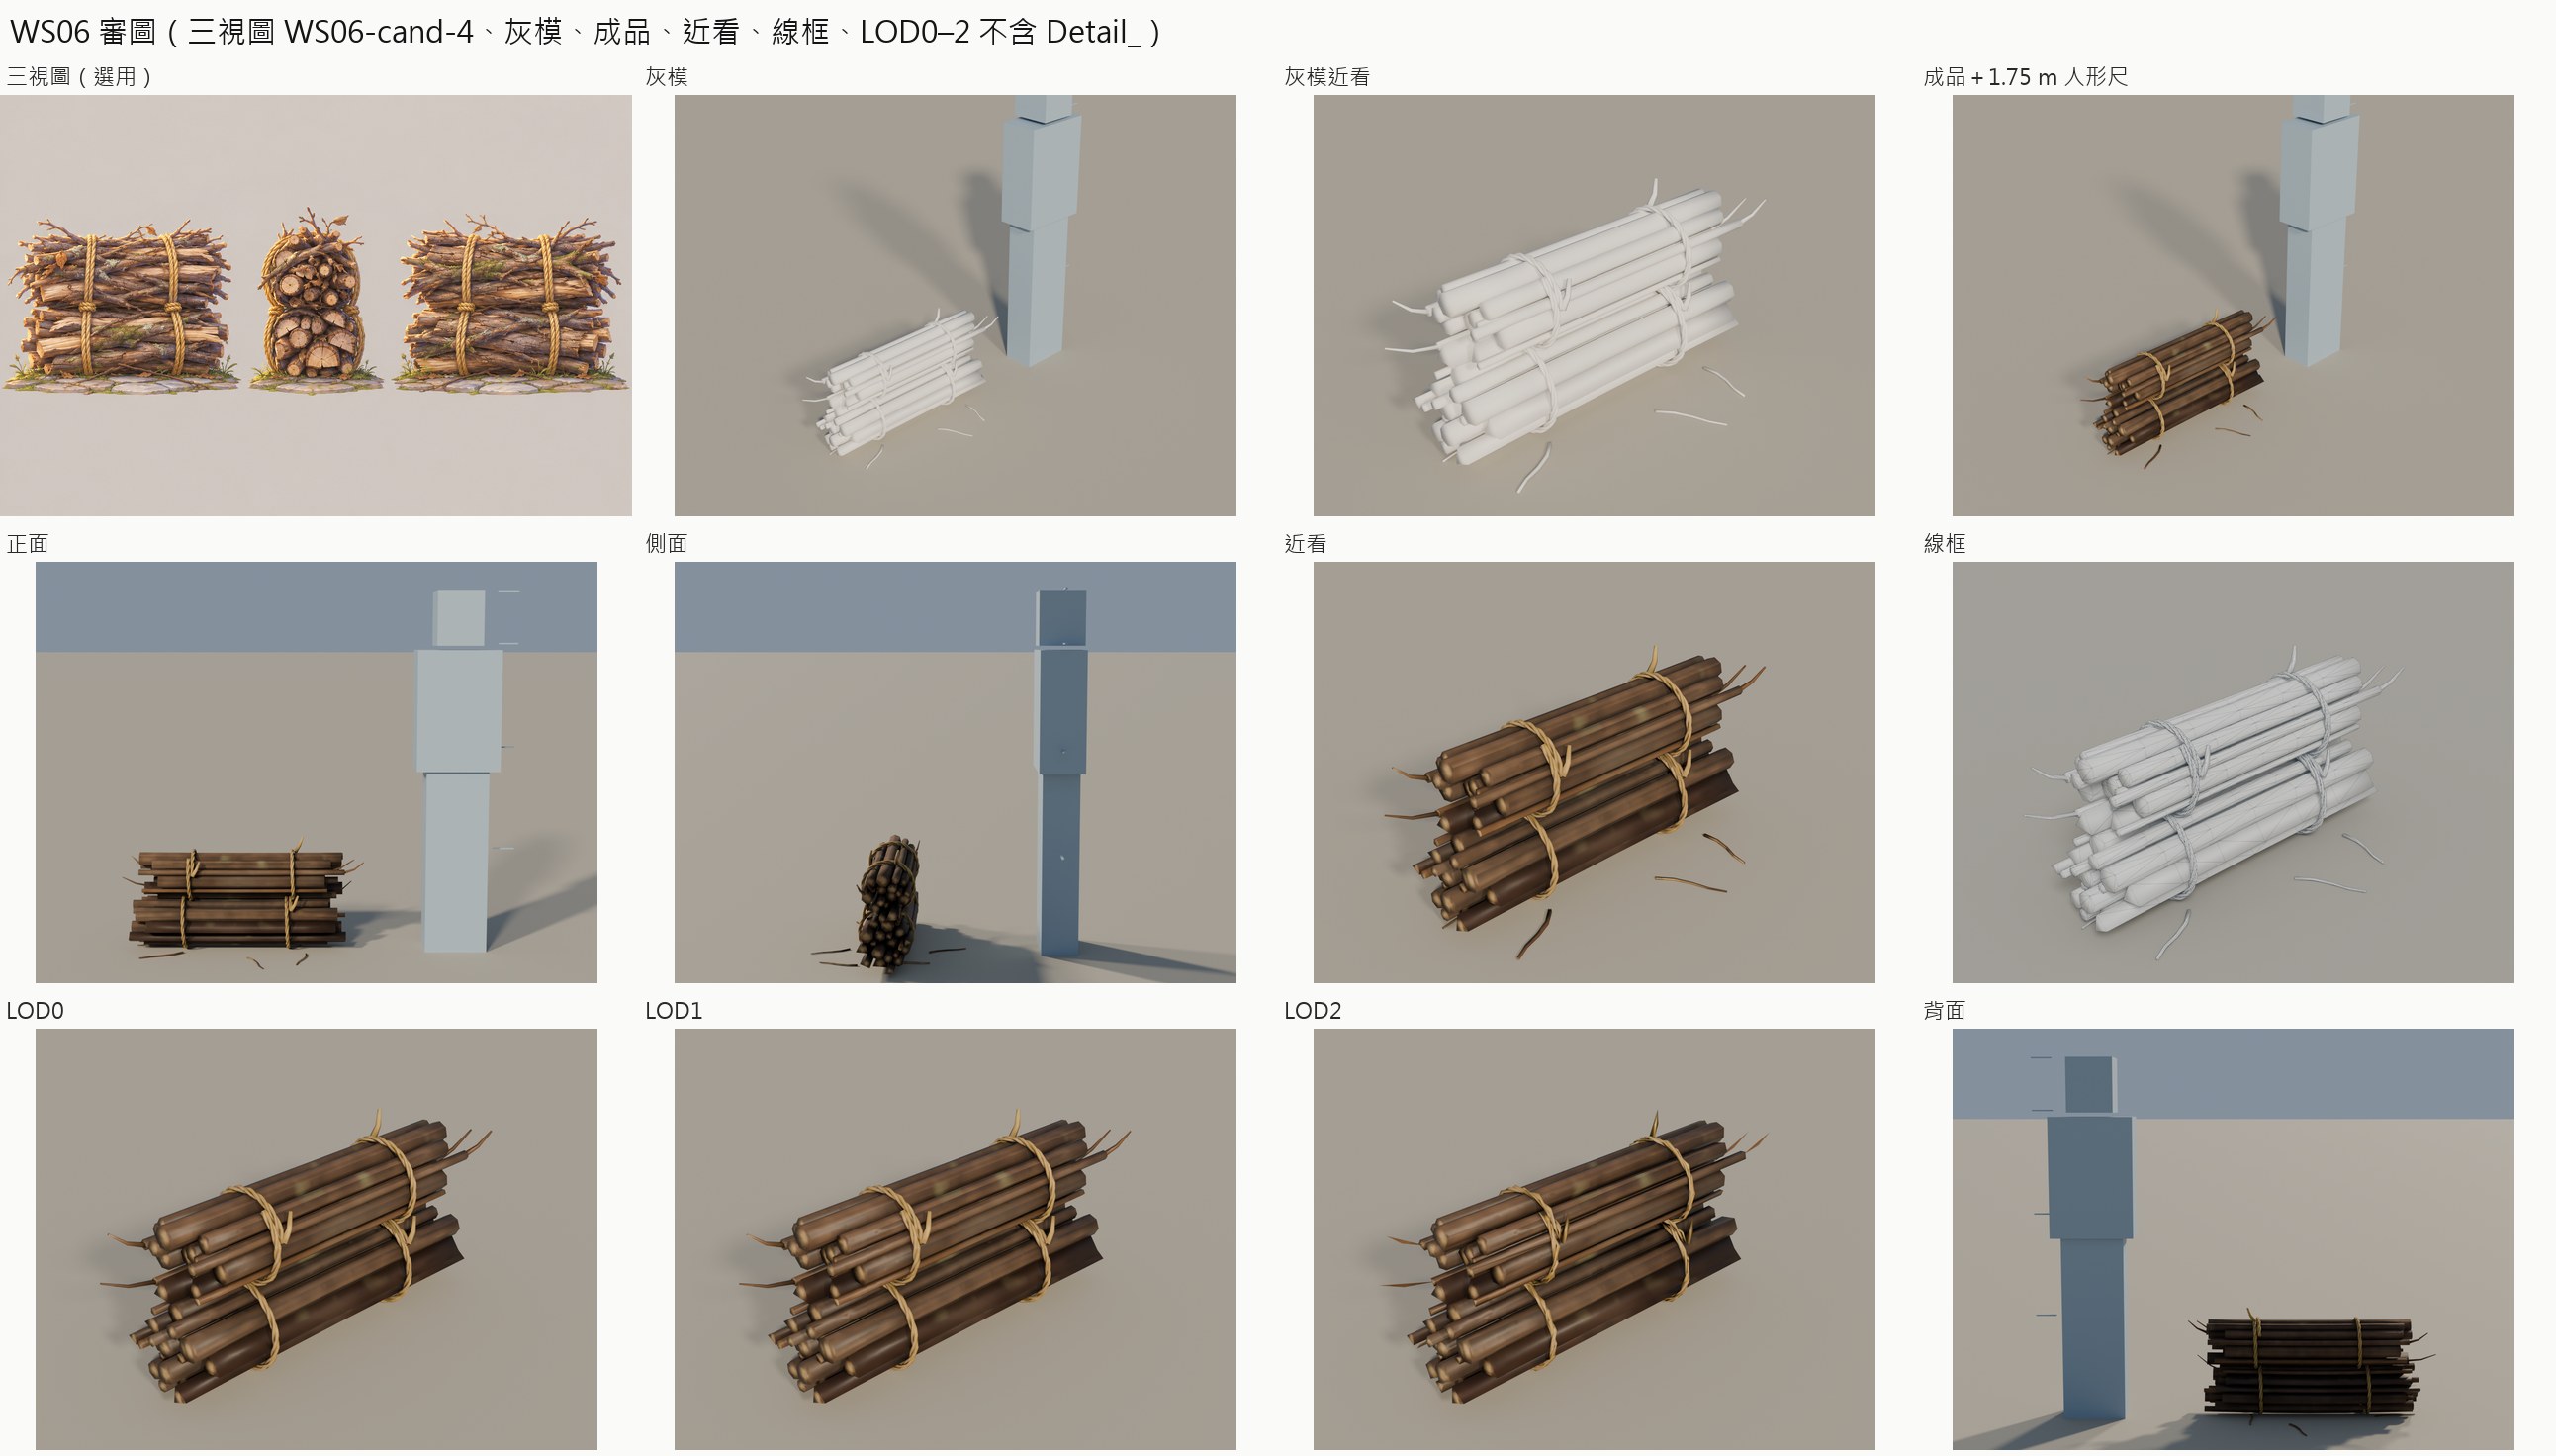 WS06 審圖（三視圖 WS06-cand-4、灰模、成品、近看、線框、LOD0–2 不含 Detail_）
三視圖（選用）
灰模
灰模近看
成品＋1.75 m 人形尺
正面
側面
近看
線框
LOD0
LOD1
LOD2
背面